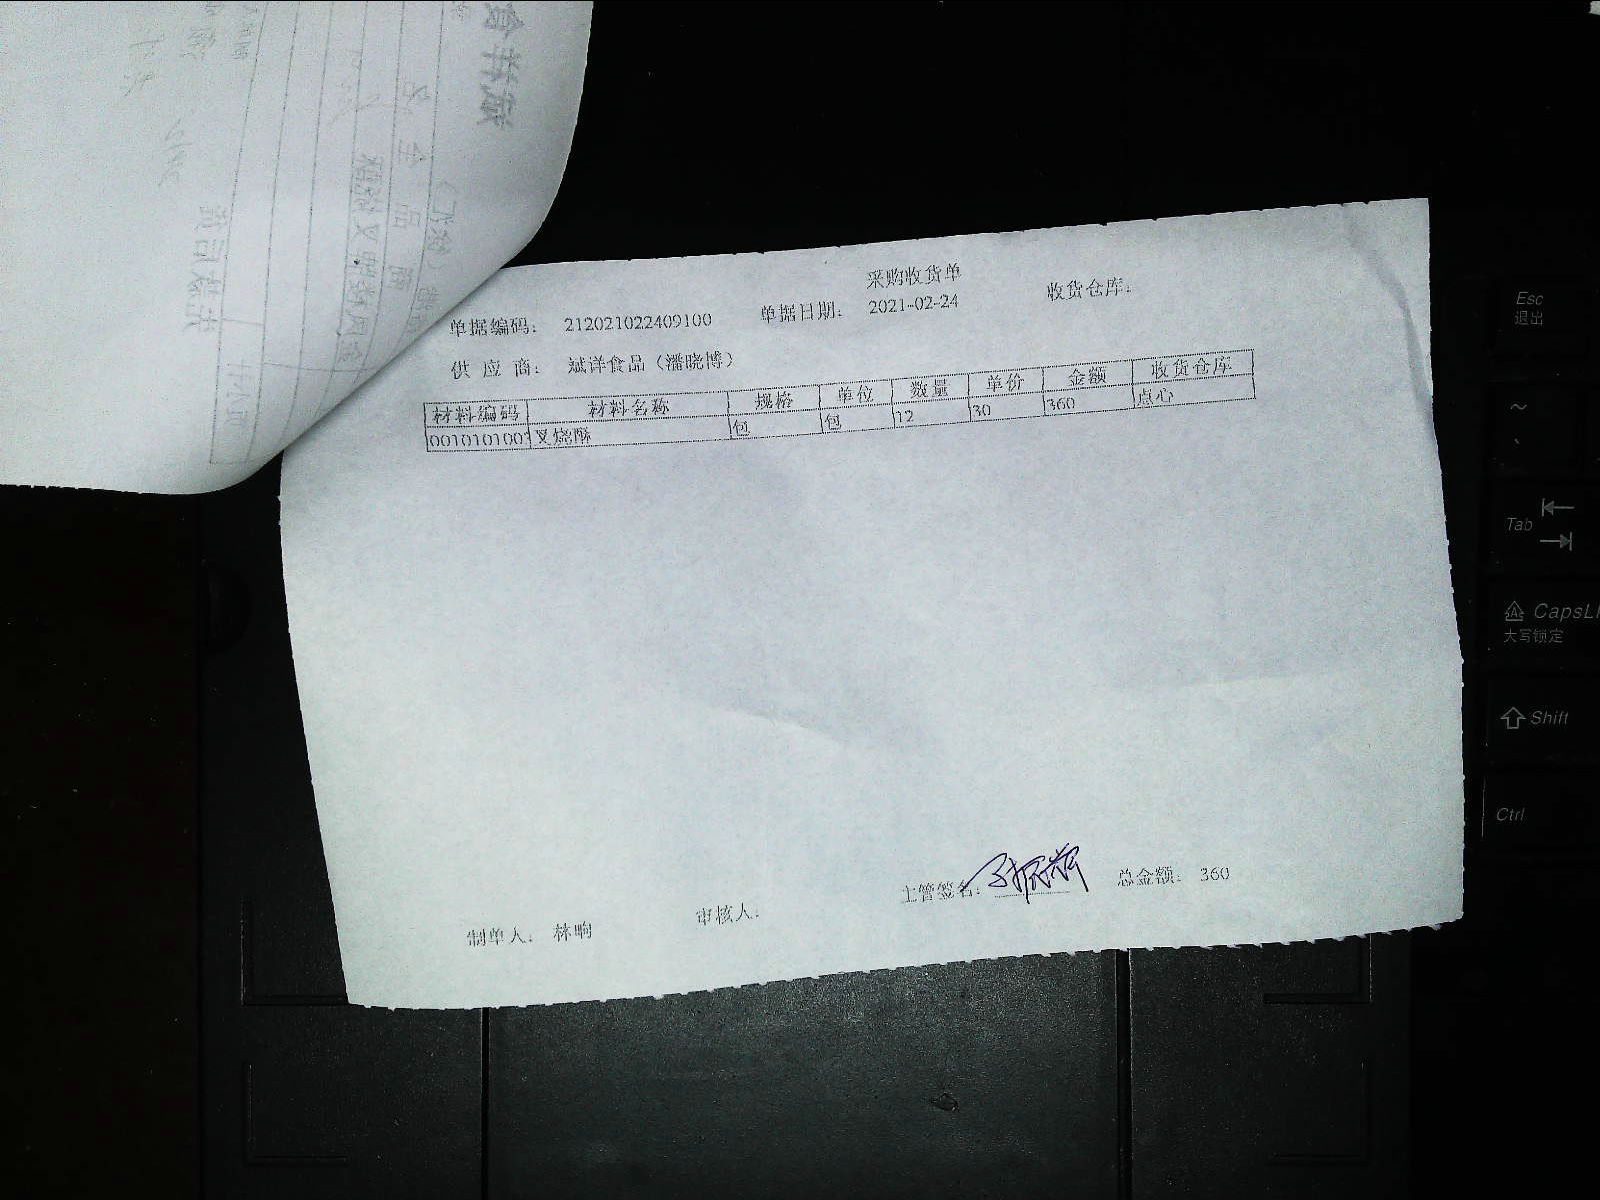 采购收货单
单据编码: 212021022409100 单据日期: 2021-02-24 收货仓库:
供 应 商: 斌洋食品(潘晓博)
材料编码 材料名称 规格 单位 数量 单价 金额 收货仓库
0010101003 叉烧酥 包 包 12 30 360 点心
主管签名: 总金额: 360
制单人: 林响 审核人:
Esc
退出
~
、
Tab
CapsL
大写锁定
Shift
Ctrl